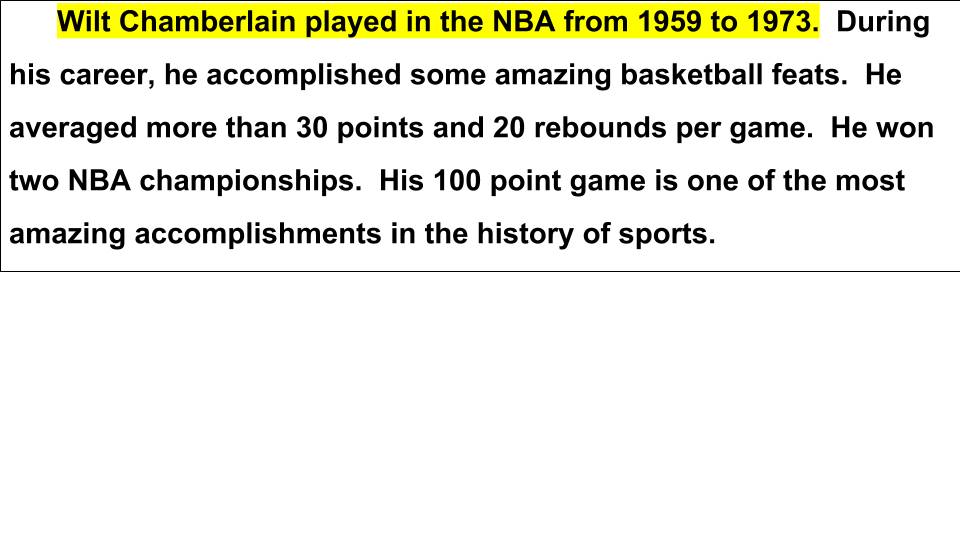 Wilt Chamberlain played in the NBA from 1959 to 1973.  During
his career, he accomplished some amazing basketball feats.  He
averaged more than 30 points and 20 rebounds per game.  He won
two NBA championships.  His 100 point game is one of the most
amazing accomplishments in the history of sports.